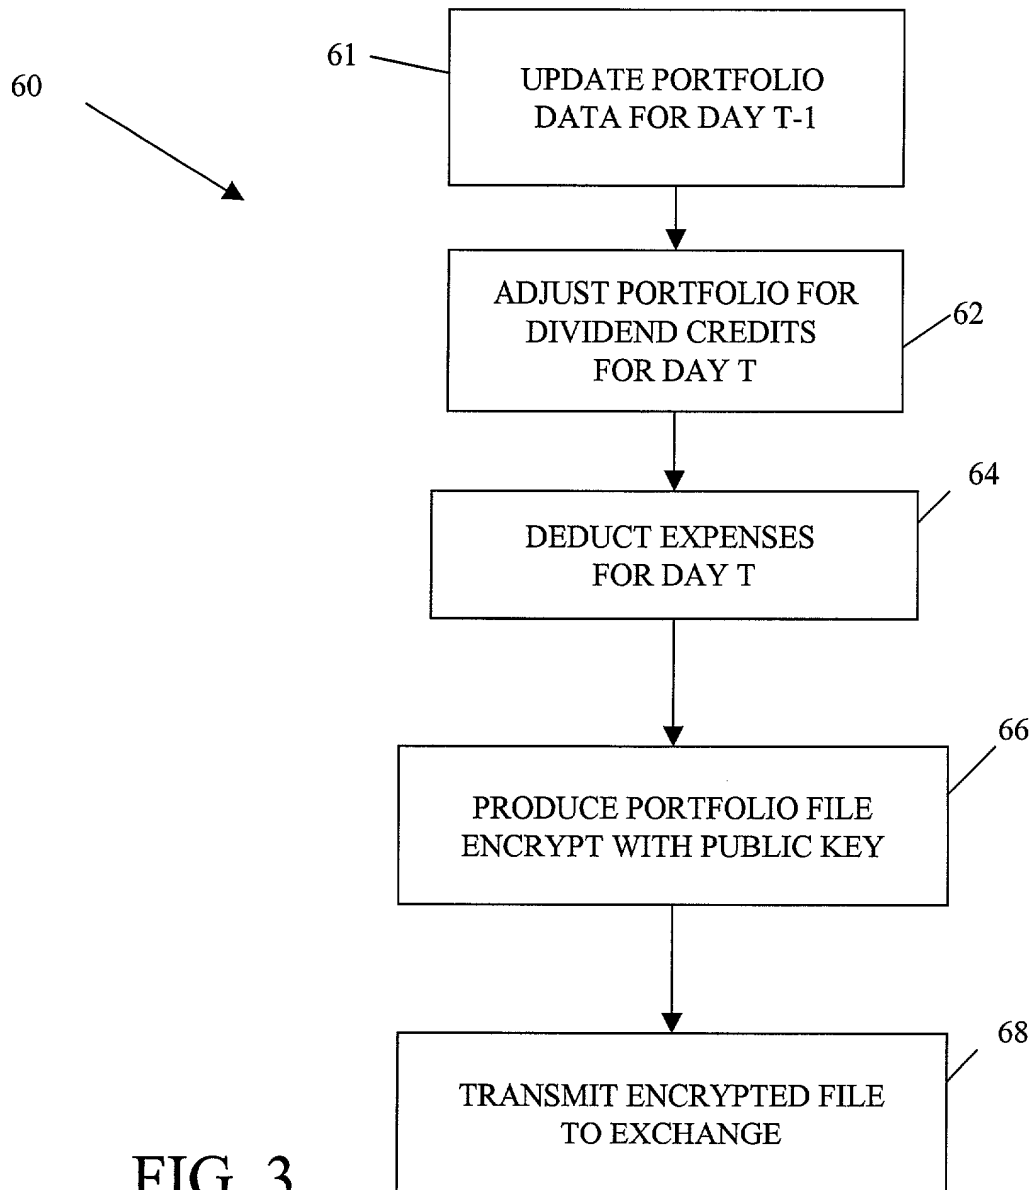 60
61
UPDATE PORTFOLIO
DATA FOR DAY T-1
ADJUST PORTFOLIO FOR
DIVIDEND CREDITS
FOR DAY T
62
64
DEDUCT EXPENSES
FOR DAY T
66
PRODUCE PORTFOLIO FILE
ENCRYPT WITH PUBLIC KEY
68
TRANSMIT ENCRYPTED FILE
TO EXCHANGE
FIG. 3